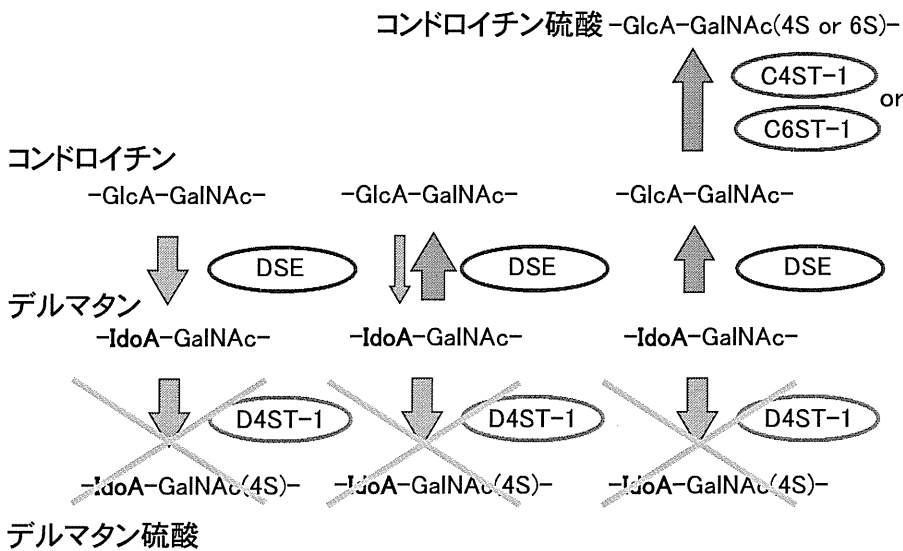 コンドロイチン硫酸 -GlcA-GalNAc(4S or 6S)-
C4ST-1
or
C6ST-1
コンドロイチン
-GlcA-GalNAc- -GlcA-GalNAc- -GlcA-GalNAc-
DSE DSE DSE
デルマタン
-IdoA-GalNAc- -IdoA-GalNAc- -IdoA-GalNAc-
D4ST-1 D4ST-1 D4ST-1
-IdoA-GalNAc(4S)- -IdoA-GalNAc(4S)- -IdoA-GalNAc(4S)-
デルマタン硫酸